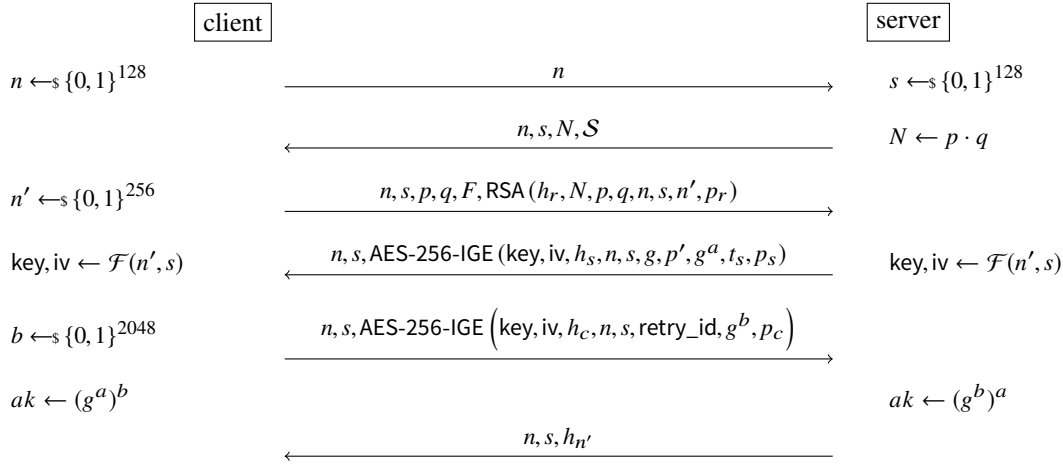 client server
n ←$ {0, 1}^128 n s ←$ {0, 1}^128
n, s, N, 𝒮 N ← p · q
n′ ←$ {0, 1}^256 n, s, p, q, F, RSA (h_r, N, p, q, n, s, n′, p_r)
key, iv ← ℱ(n′, s) n, s, AES-256-IGE (key, iv, h_s, n, s, g, p′, g^a, t_s, p_s) key, iv ← ℱ(n′, s)
b ←$ {0, 1}^2048 n, s, AES-256-IGE (key, iv, h_c, n, s, retry_id, g^b, p_c)
ak ← (g^a)^b ak ← (g^b)^a
n, s, h_n′